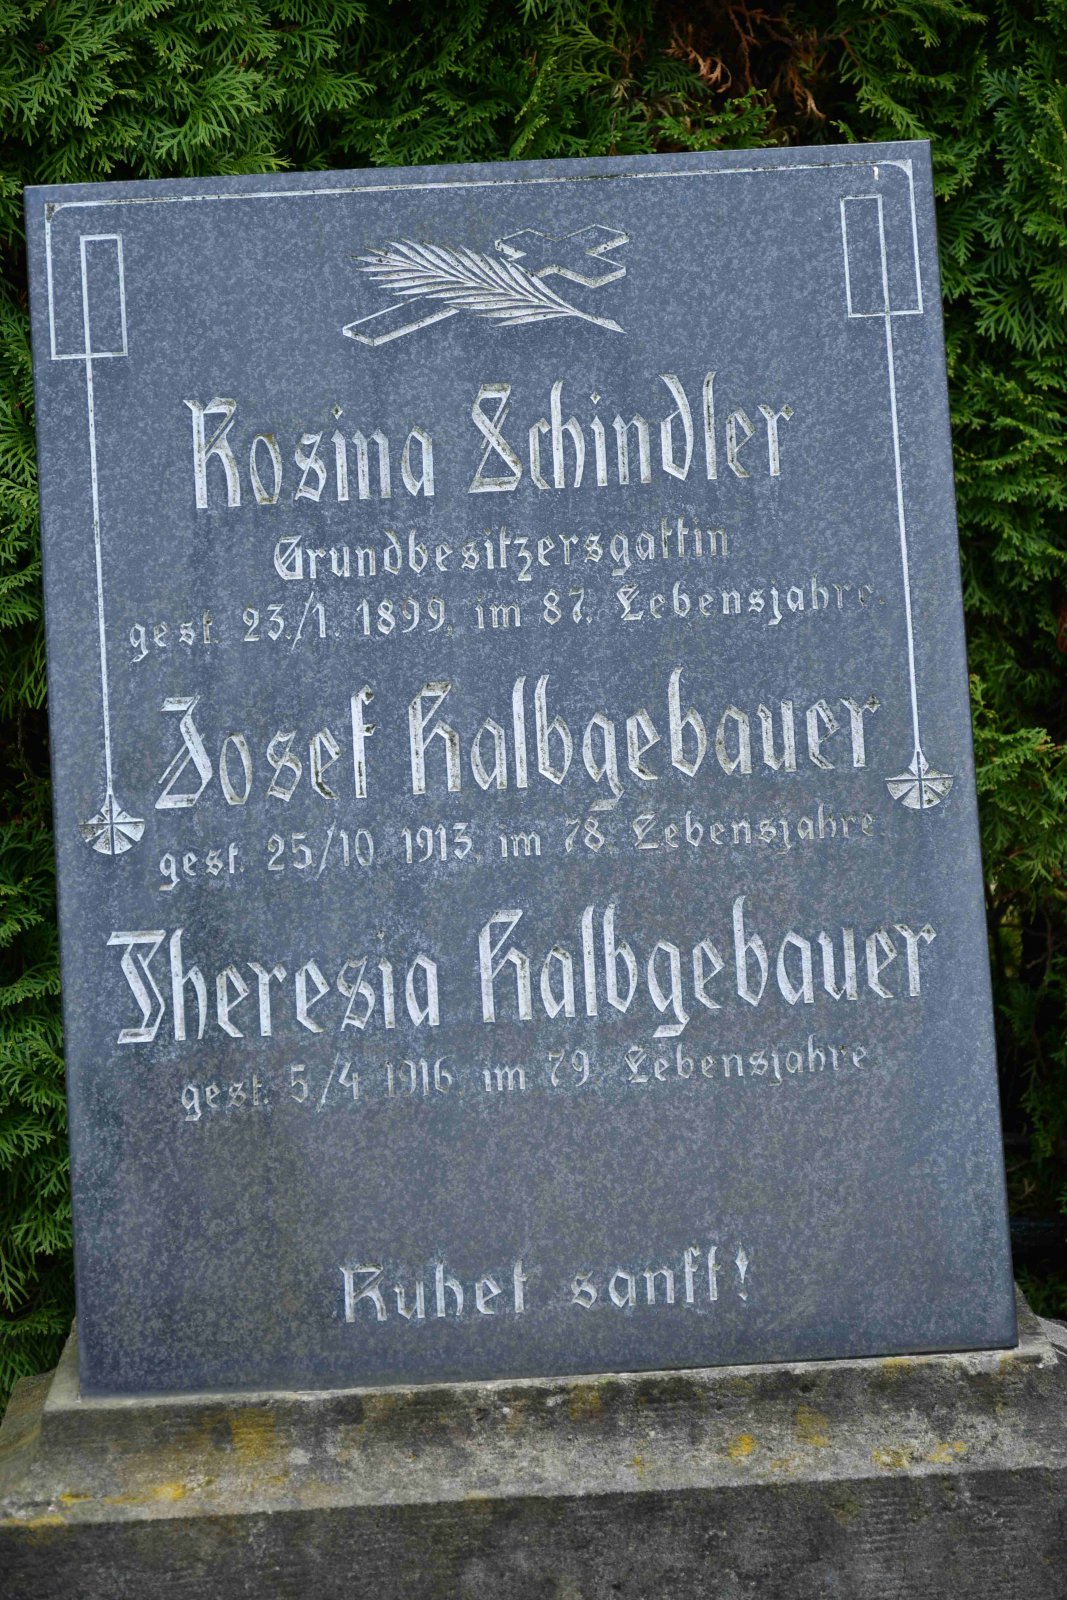 Rosina Schindler
Grundbesitzersgattin
gest. 23./1. 1899, im 87. Lebensjahre.
Josef Halbgebauer
gest. 25/10. 1913, im 78. Lebensjahre.
Theresia Halbgebauer
gest. 5/4 1916, im 79. Lebensjahre.
Ruhet sanft!